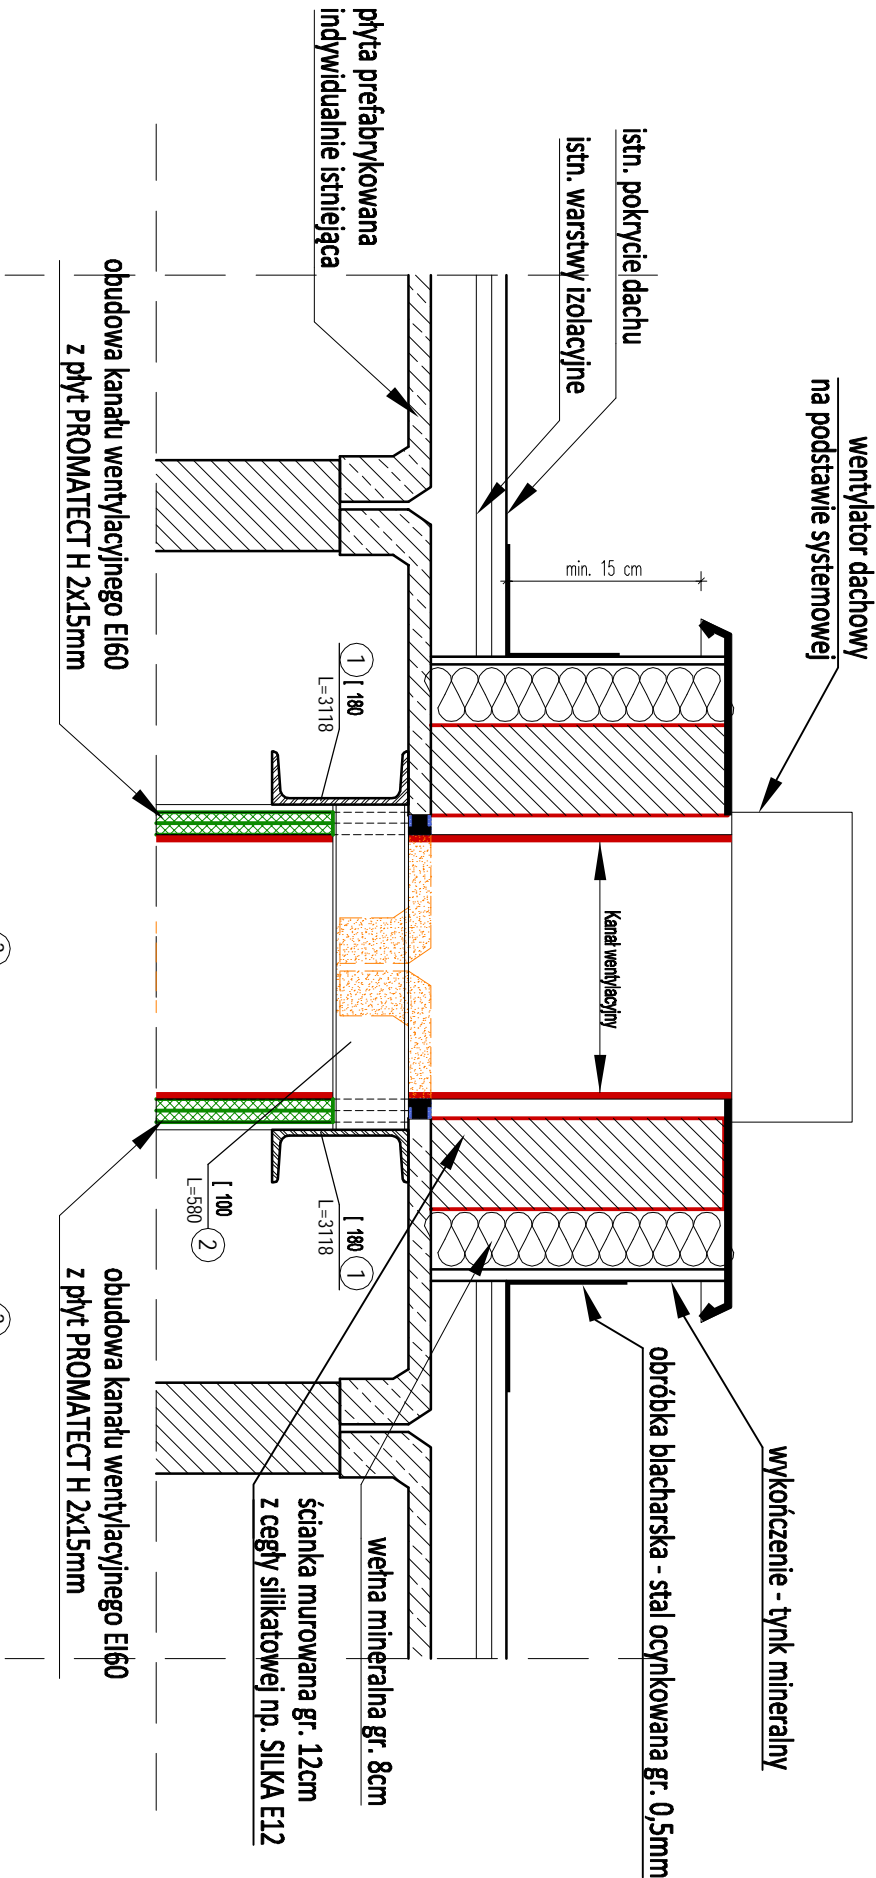 wentylator dachowy
na podstawie systemowej
istn. pokrycie dachu
istn. warstwy izolacyjne
płyta prefabrykowana
indywidualnie istniejąca
min. 15 cm
wykończenie - tynk mineralny
obróbka blacharska - stal ocynkowana gr. 0,5mm
Kanał wentylacyjny
wełna mineralna gr. 8cm
ścianka murowana gr. 12cm
z cegły silikatowej np. SILKA E12
1 [ 180
L=3118
[ 180 1
L=3118
[ 100
L=580 2
obudowa kanału wentylacyjnego EI60
z płyt PROMATECT H 2x15mm
obudowa kanału wentylacyjnego EI60
z płyt PROMATECT H 2x15mm